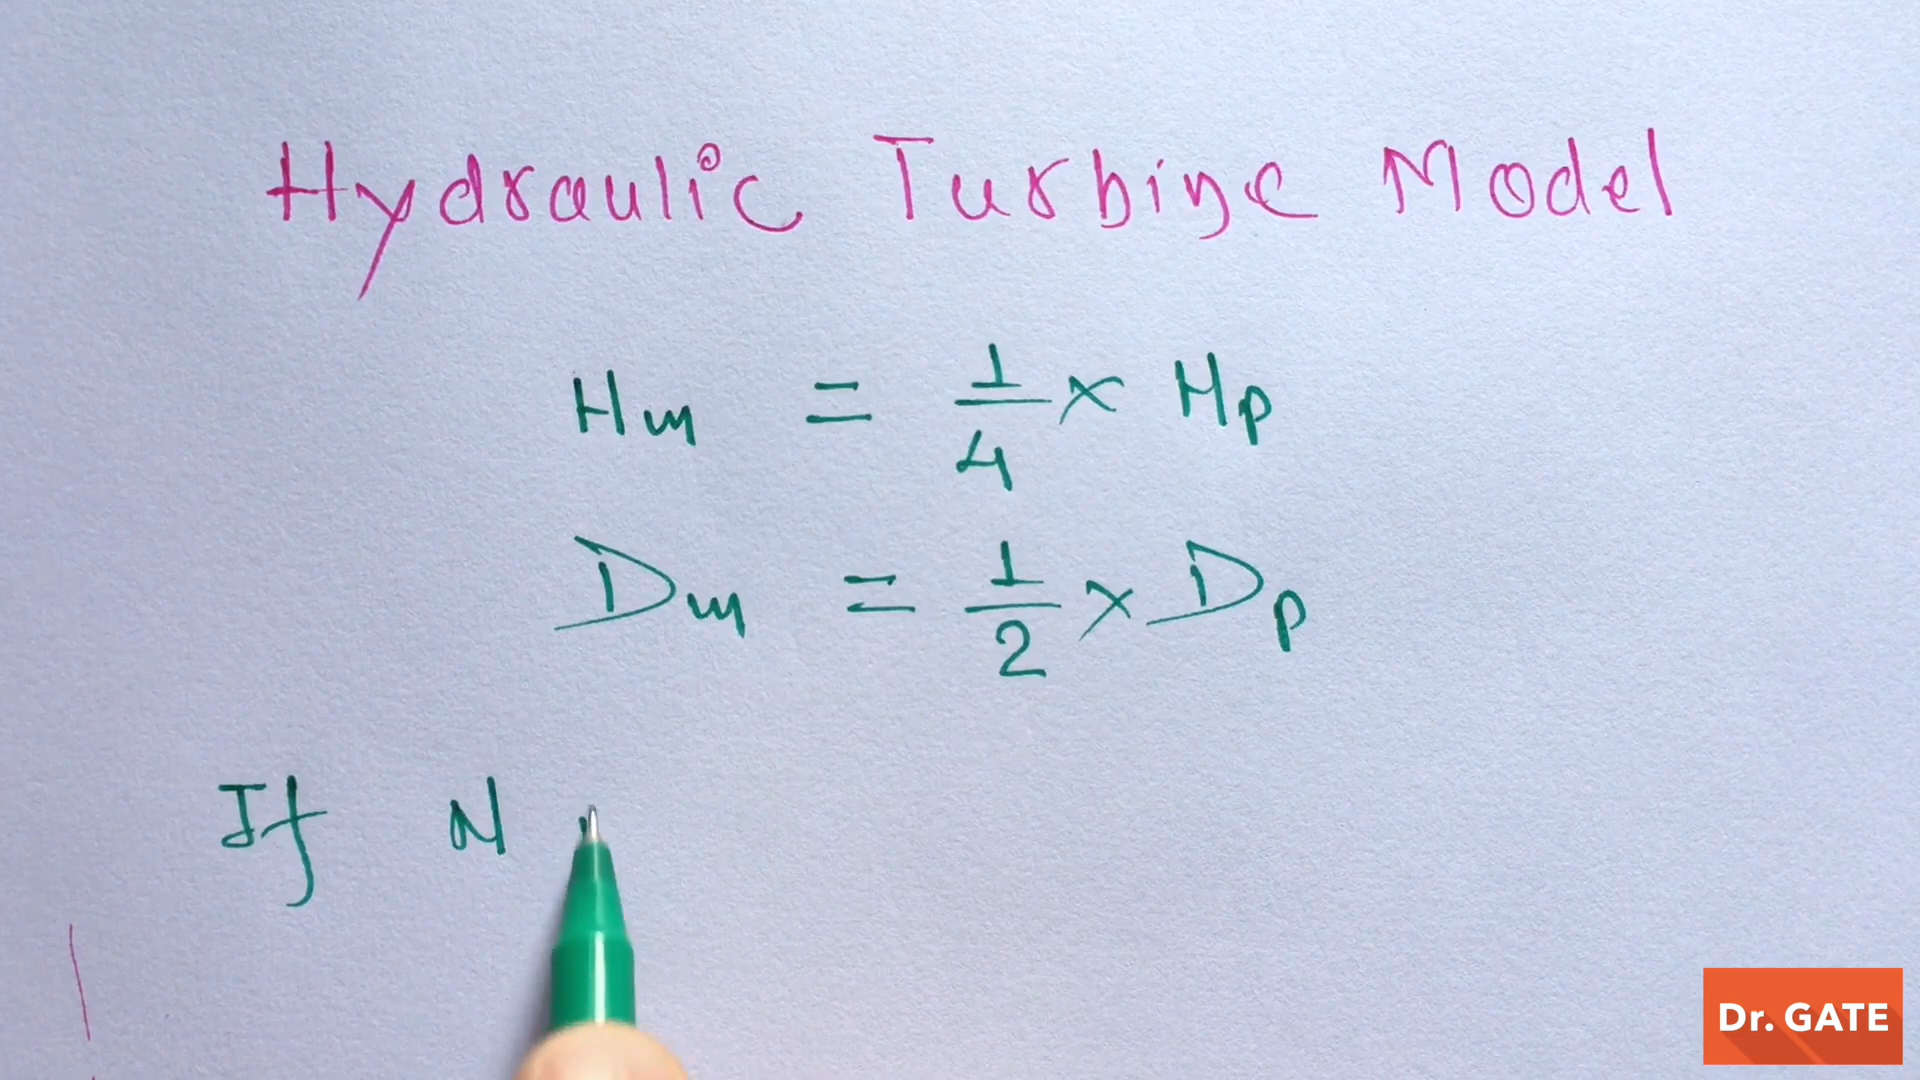 Hydraulic Turbine Model
Hm = 1/4 × Hp
Dm = 1/2 × Dp
If N
Dr. GATE